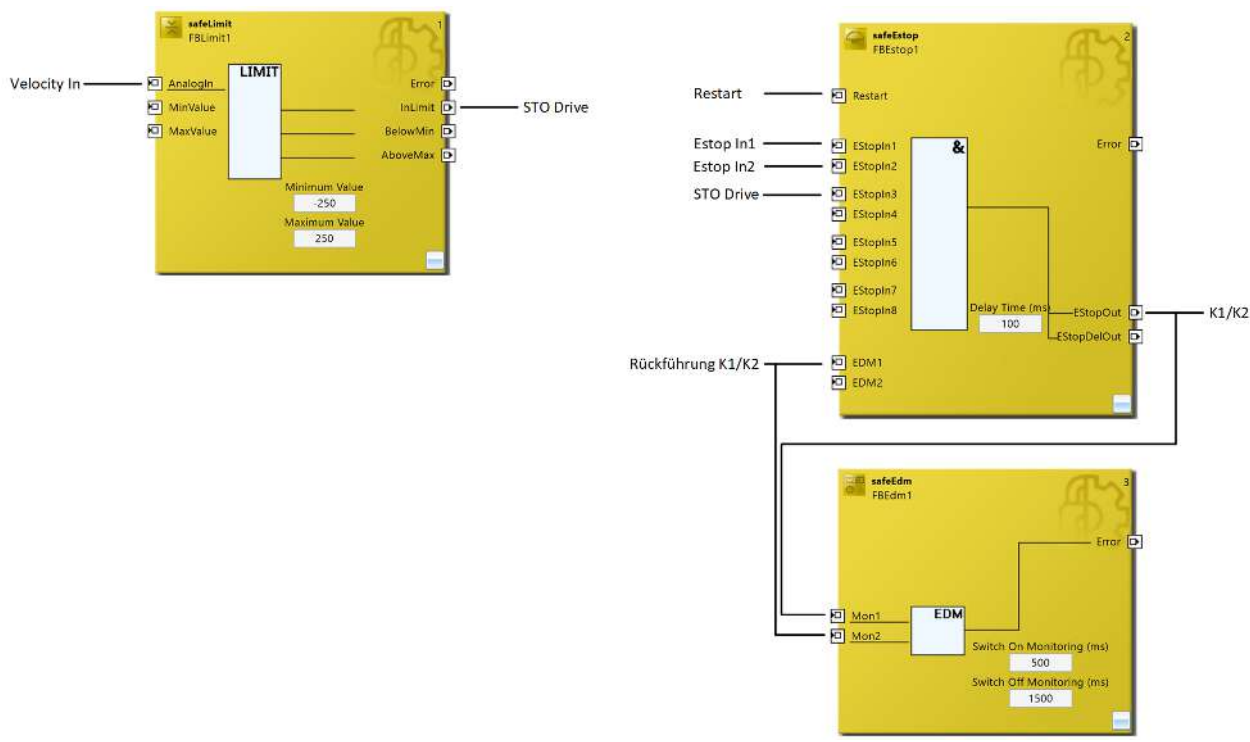 safeLimit
FBLimit1
1
Velocity In
AnalogIn
MinValue
MaxValue
LIMIT
Error
InLimit
BelowMin
AboveMax
STO Drive
Minimum Value
-250
Maximum Value
250
safeEstop
FBEstop1
2
Restart
Restart
Estop In1
EStopIn1
Estop In2
EStopIn2
STO Drive
EStopIn3
EStopIn4
EStopIn5
EStopIn6
EStopIn7
EStopIn8
&
Error
Delay Time (ms)
100
EStopOut
EStopDelOut
K1/K2
Rückführung K1/K2
EDM1
EDM2
safeEdm
FBEdm1
3
Error
Mon1
Mon2
EDM
Switch On Monitoring (ms)
500
Switch Off Monitoring (ms)
1500